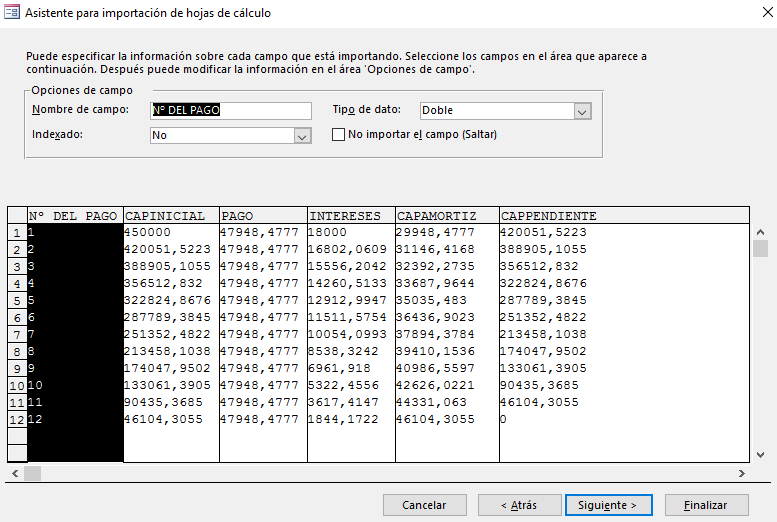 Asistente para importación de hojas de cálculo
Puede especificar la información sobre cada campo que está importando. Seleccione los campos en el área que aparece a
continuación. Después puede modificar la información en el área 'Opciones de campo'.
Opciones de campo
Nombre de campo: Nº DEL PAGO Tipo de dato: Doble
Indexado: No No importar el campo (Saltar)
Nº DEL PAGO CAPINICIAL PAGO INTERESES CAPAMORTIZ CAPPENDIENTE
1 1 450000 47948,4777 18000 29948,4777 420051,5223
2 2 420051,5223 47948,4777 16802,0609 31146,4168 388905,1055
3 3 388905,1055 47948,4777 15556,2042 32392,2735 356512,832
4 4 356512,832 47948,4777 14260,5133 33687,9644 322824,8676
5 5 322824,8676 47948,4777 12912,9947 35035,483 287789,3845
6 6 287789,3845 47948,4777 11511,5754 36436,9023 251352,4822
7 7 251352,4822 47948,4777 10054,0993 37894,3784 213458,1038
8 8 213458,1038 47948,4777 8538,3242 39410,1536 174047,9502
9 9 174047,9502 47948,4777 6961,918 40986,5597 133061,3905
10 10 133061,3905 47948,4777 5322,4556 42626,0221 90435,3685
11 11 90435,3685 47948,4777 3617,4147 44331,063 46104,3055
12 12 46104,3055 47948,4777 1844,1722 46104,3055 0
Cancelar < Atrás Siguiente > Finalizar